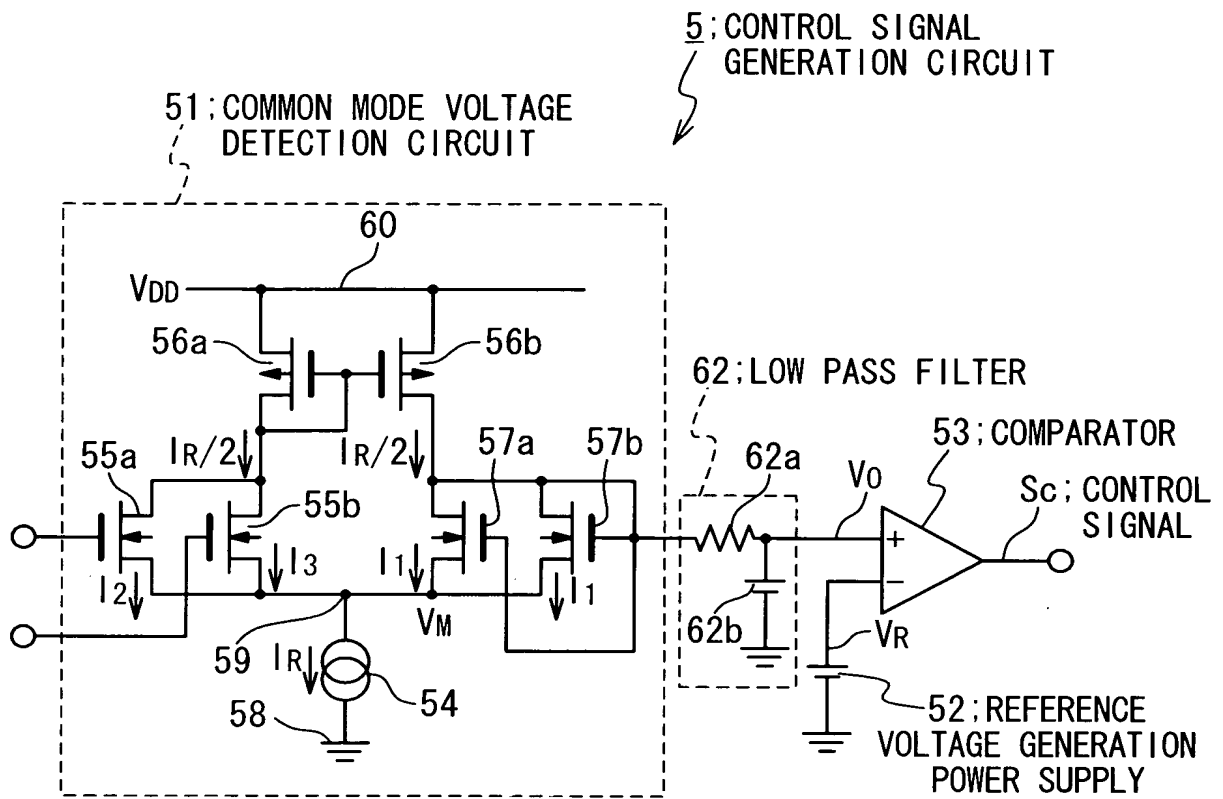 5;CONTROL SIGNAL
GENERATION CIRCUIT
51;COMMON MODE VOLTAGE
DETECTION CIRCUIT
60
VDD
56a
56b
62;LOW PASS FILTER
53;COMPARATOR
55a
IR/2
IR/2
57a
57b
62a
VO
Sc;CONTROL
SIGNAL
55b
+
−
I2
I3
I1
I1
VM
62b
VR
59
IR
54
58
52;REFERENCE
VOLTAGE GENERATION
POWER SUPPLY